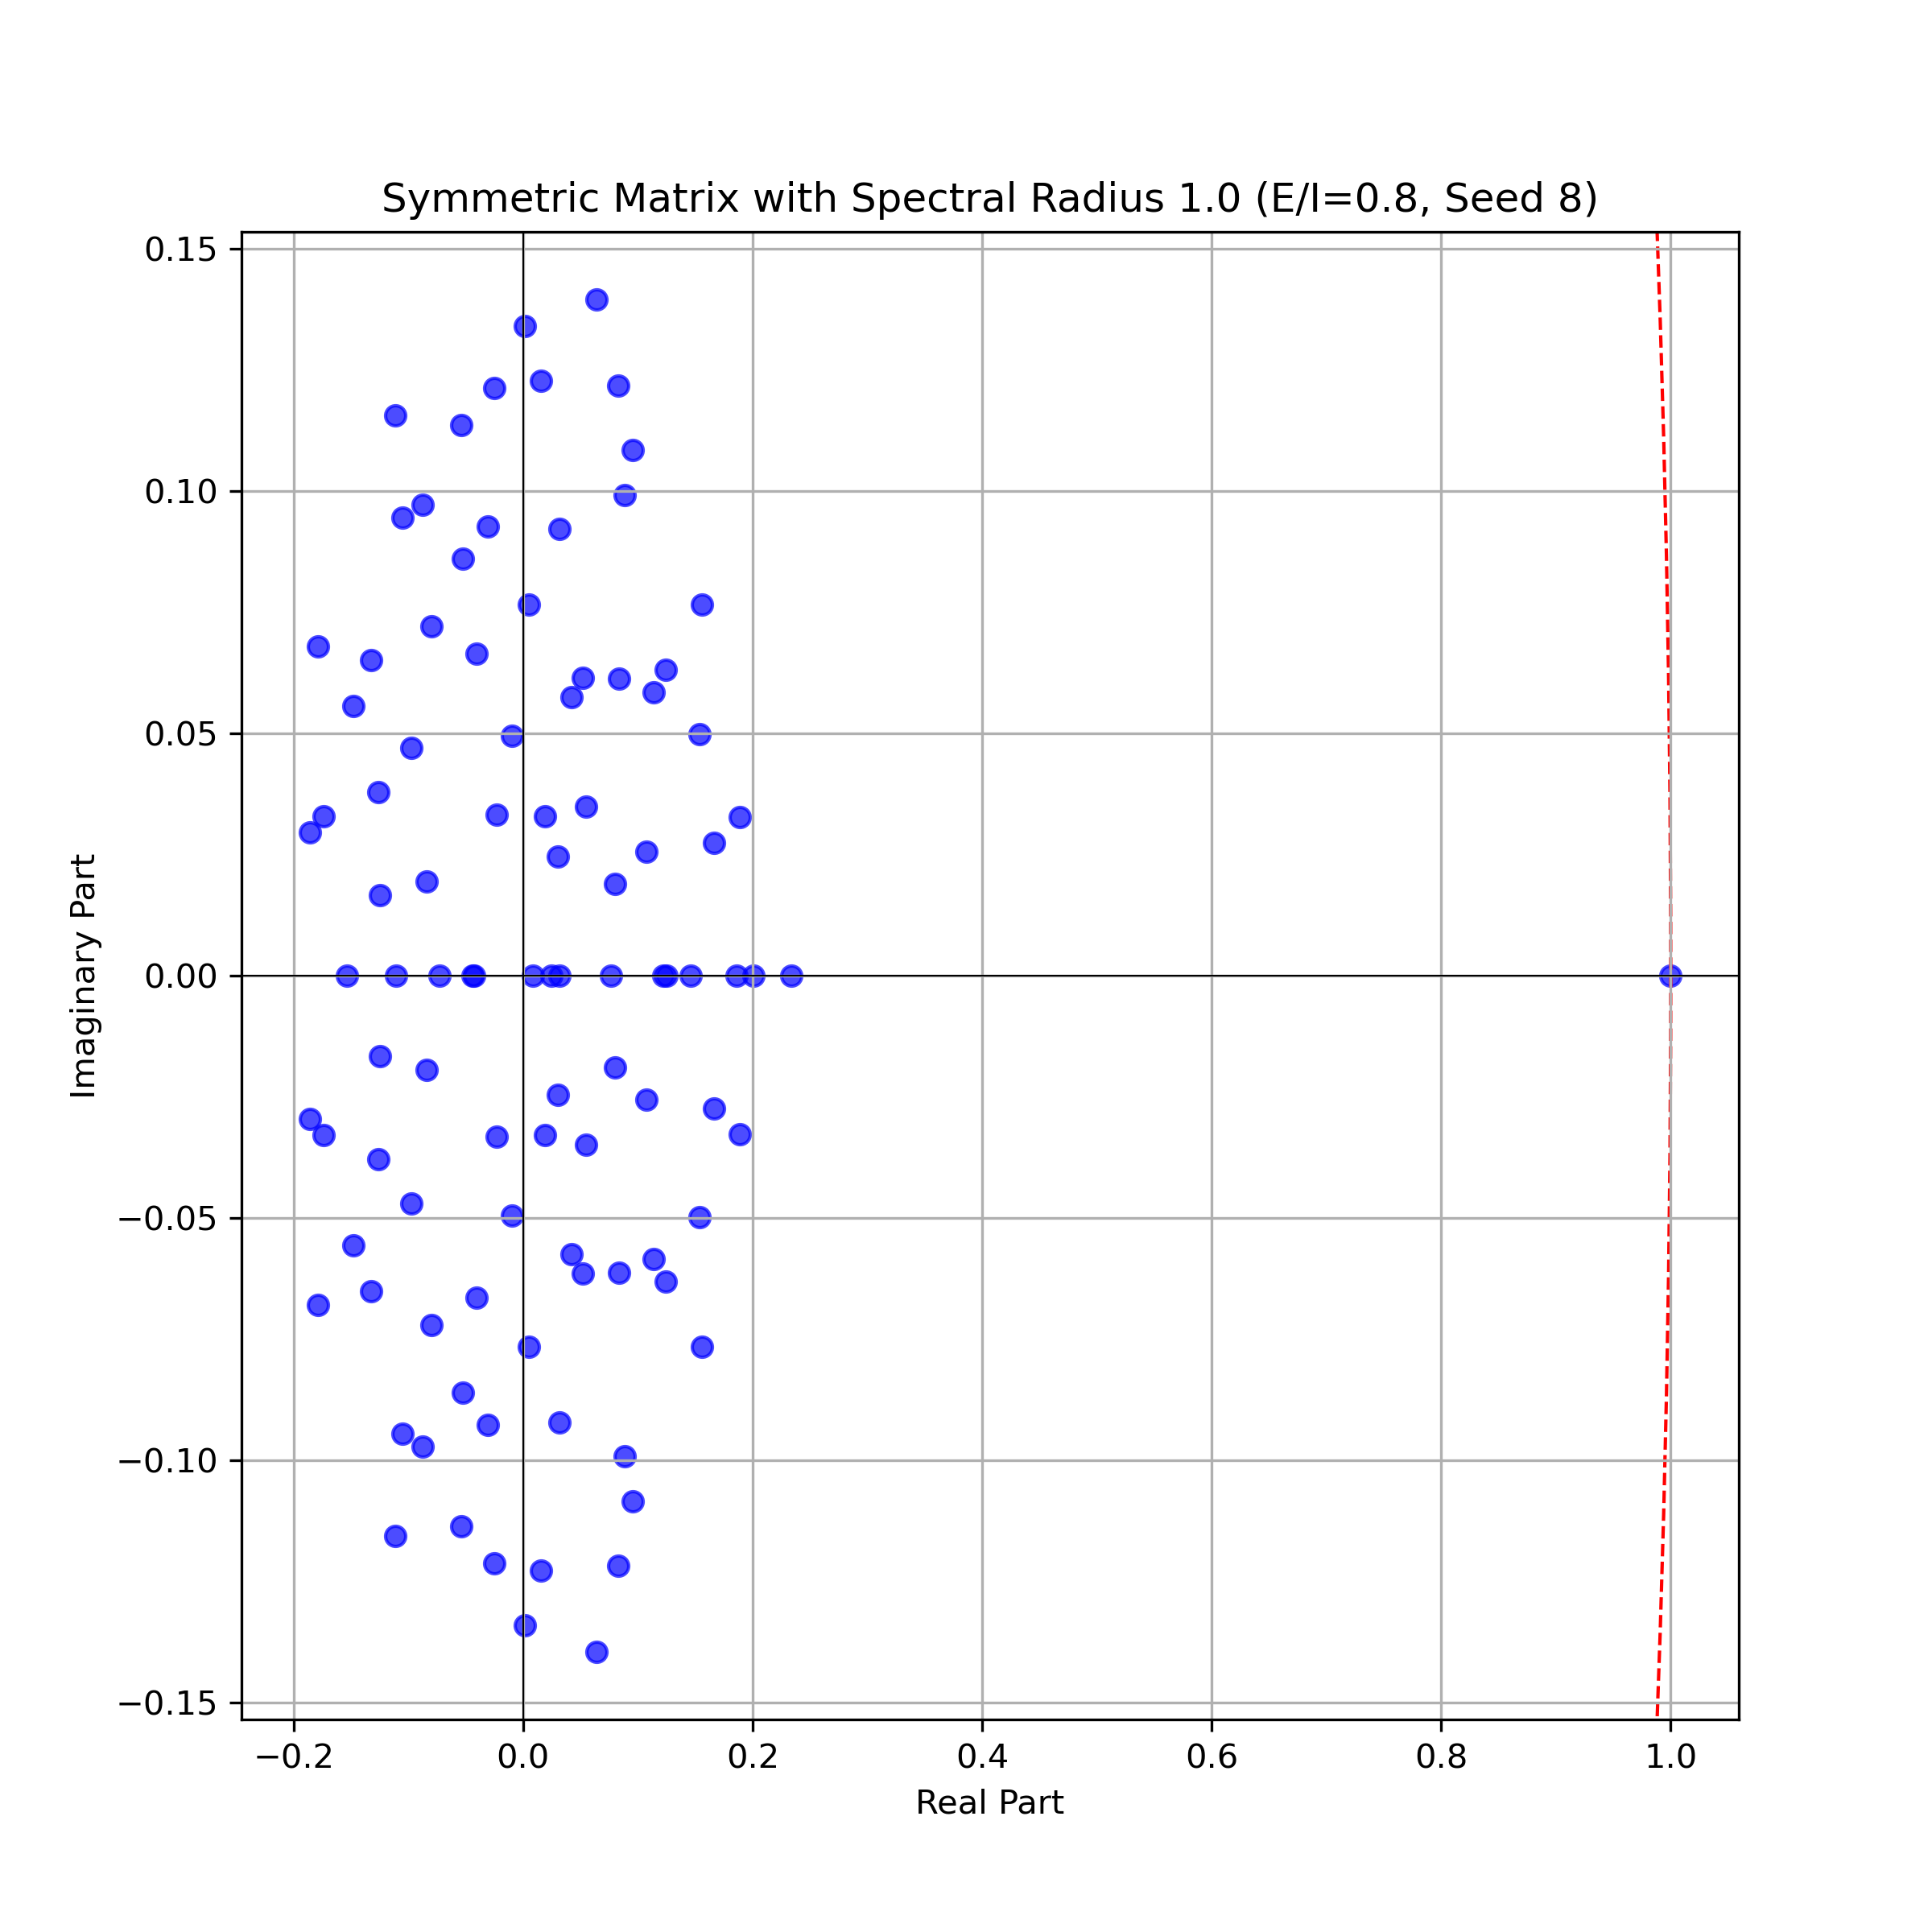 Symmetric Matrix with Spectral Radius 1.0 (E/I=0.8, Seed 8)
0.15
0.10
0.05
0.00
−0.05
−0.10
−0.15
Imaginary Part
−0.2 0.0 0.2 0.4 0.6 0.8 1.0
Real Part